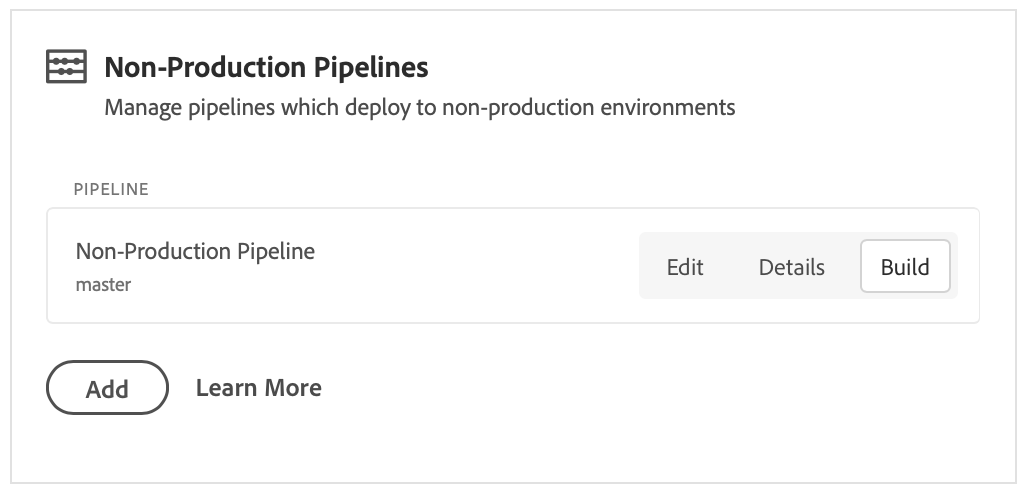 Non-Production Pipelines
Manage pipelines which deploy to non-production environments
PIPELINE
Non-Production Pipeline
master
Edit Details Build
Add Learn More